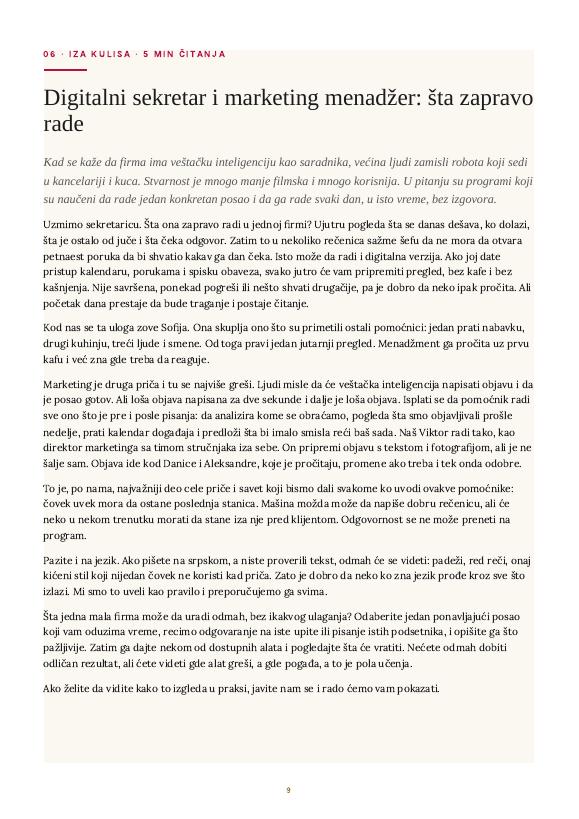 06 · IZA KULISA · 5 MIN ČITANJA
Digitalni sekretar i marketing menadžer: šta zapravo
rade
Kad se kaže da firma ima veštačku inteligenciju kao saradnika, većina ljudi zamisli robota koji sedi
u kancelariji i kuca. Stvarnost je mnogo manje filmska i mnogo korisnija. U pitanju su programi koji
su naučeni da rade jedan konkretan posao i da ga rade svaki dan, u isto vreme, bez izgovora.
Uzmimo sekretaricu. Šta ona zapravo radi u jednoj firmi? Ujutru pogleda šta se danas dešava, ko dolazi,
šta je ostalo od juče i šta čeka odgovor. Zatim to u nekoliko rečenica sažme šefu da ne mora da otvara
petnaest poruka da bi shvatio kakav ga dan čeka. Isto može da radi i digitalna verzija. Ako joj date
pristup kalendaru, porukama i spisku obaveza, svako jutro će vam pripremiti pregled, bez kafe i bez
kašnjenja. Nije savršena, ponekad pogreši ili nešto shvati drugačije, pa je dobro da neko ipak pročita. Ali
početak dana prestaje da bude traganje i postaje čitanje.
Kod nas se ta uloga zove Sofija. Ona skuplja ono što su primetili ostali pomoćnici: jedan prati nabavku,
drugi kuhinju, treći ljude i smene. Od toga pravi jedan jutarnji pregled. Menadžment ga pročita uz prvu
kafu i već zna gde treba da reaguje.
Marketing je druga priča i tu se najviše greši. Ljudi misle da će veštačka inteligencija napisati objavu i da
je posao gotov. Ali loša objava napisana za dve sekunde i dalje je loša objava. Isplati se da pomoćnik radi
sve ono što je pre i posle pisanja: da analizira kome se obraćamo, pogleda šta smo objavljivali prošle
nedelje, prati kalendar događaja i predloži šta bi imalo smisla reći baš sada. Naš Viktor radi tako, kao
direktor marketinga sa timom stručnjaka iza sebe. On pripremi objavu s tekstom i fotografijom, ali je ne
šalje sam. Objava ide kod Danice i Aleksandre, koje je pročitaju, promene ako treba i tek onda odobre.
To je, po nama, najvažniji deo cele priče i savet koji bismo dali svakome ko uvodi ovakve pomoćnike:
čovek uvek mora da ostane poslednja stanica. Mašina možda može da napiše dobru rečenicu, ali će
neko u nekom trenutku morati da stane iza nje pred klijentom. Odgovornost se ne može preneti na
program.
Pazite i na jezik. Ako pišete na srpskom, a niste proverili tekst, odmah će se videti: padeži, red reči, onaj
kićeni stil koji nijedan čovek ne koristi kad priča. Zato je dobro da neko ko zna jezik prođe kroz sve što
izlazi. Mi smo to uveli kao pravilo i preporučujemo ga svima.
Šta jedna mala firma može da uradi odmah, bez ikakvog ulaganja? Odaberite jedan ponavljajući posao
koji vam oduzima vreme, recimo odgovaranje na iste upite ili pisanje istih podsetnika, i opišite ga što
pažljivije. Zatim ga dajte nekom od dostupnih alata i pogledajte šta će vratiti. Nećete odmah dobiti
odličan rezultat, ali ćete videti gde alat greši, a gde pogađa, a to je pola učenja.
Ako želite da vidite kako to izgleda u praksi, javite nam se i rado ćemo vam pokazati.
9